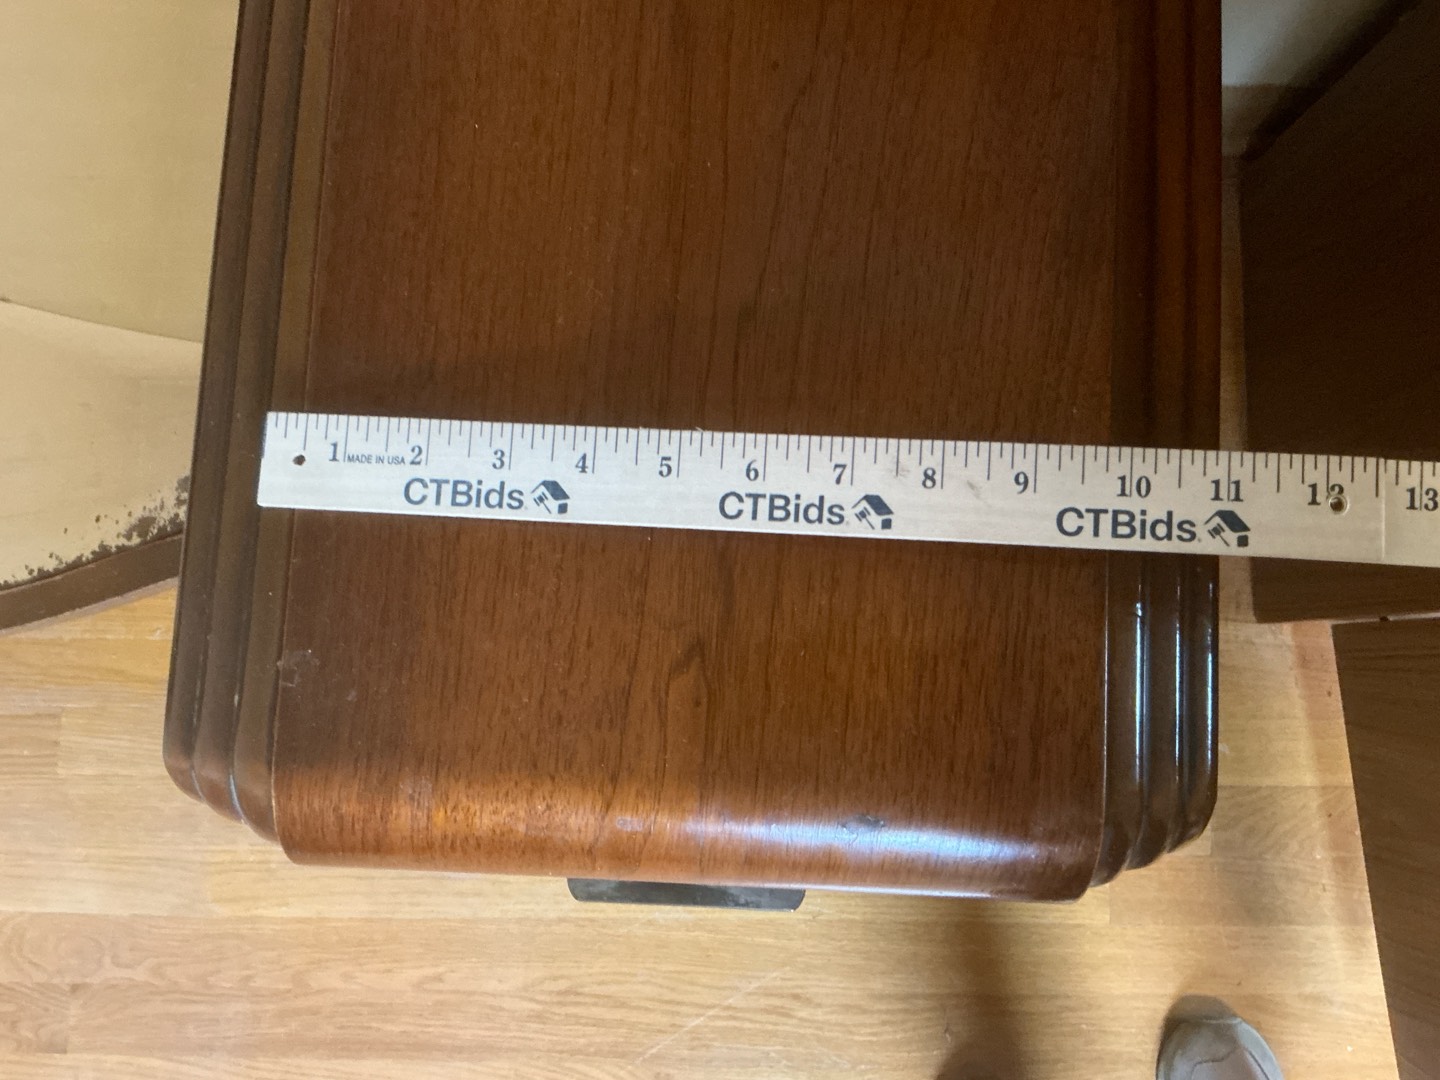 1 MADE IN USA 2 3 4 5 6 7 8 9 10 11 12 13
CTBids CTBids CTBids